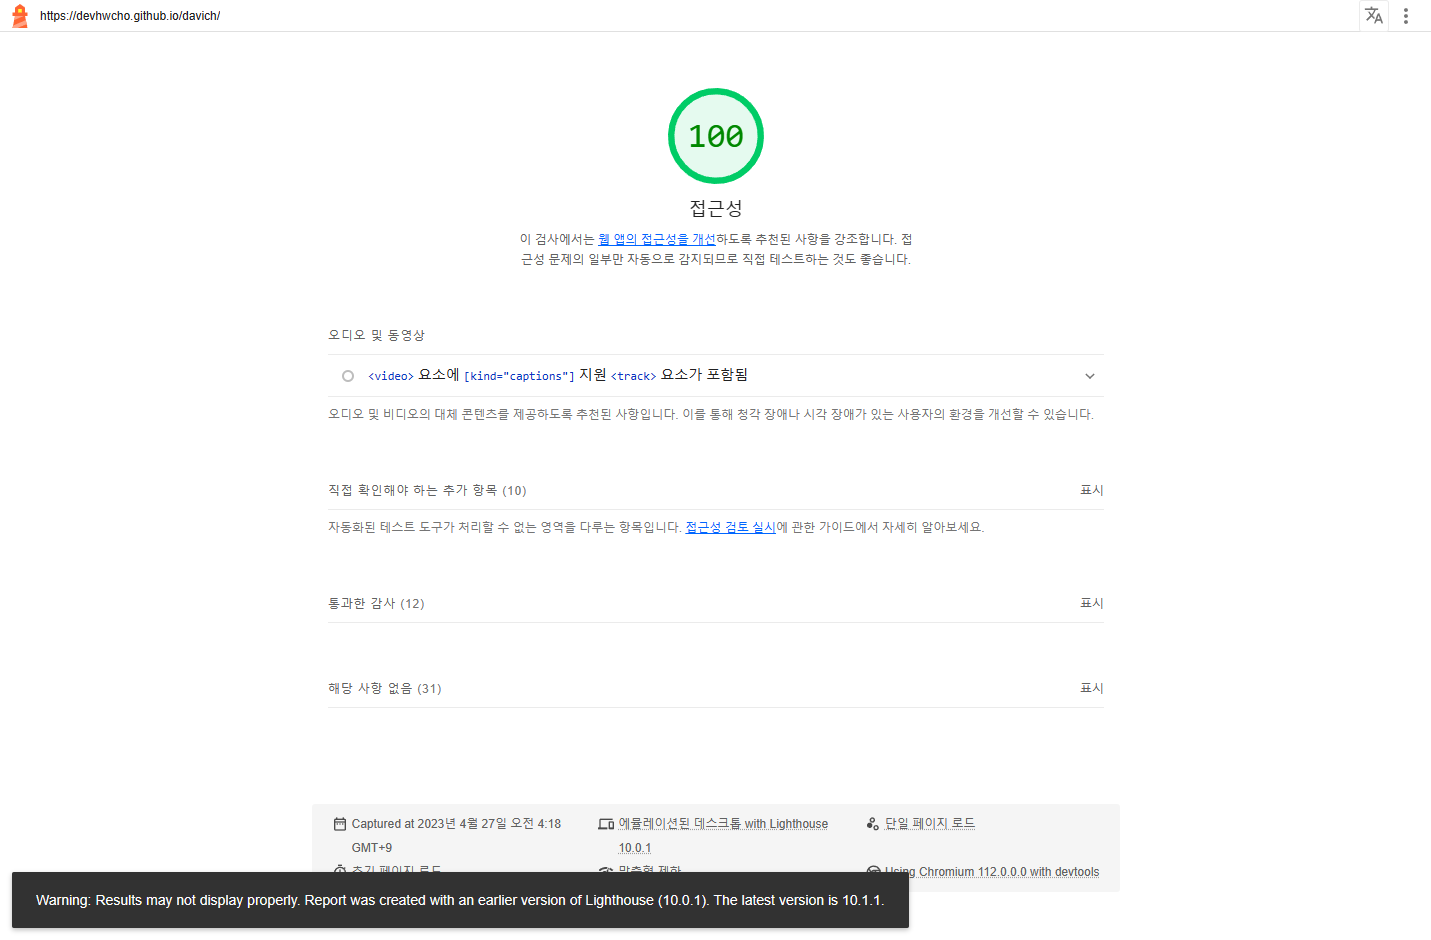 https://devhwcho.github.io/davich/
100
접근성
이 검사에서는 웹 앱의 접근성을 개선하도록 추천된 사항을 강조합니다. 접
근성 문제의 일부만 자동으로 감지되므로 직접 테스트하는 것도 좋습니다.
오디오 및 동영상
<video> 요소에 [kind="captions"] 지원 <track> 요소가 포함됨
오디오 및 비디오의 대체 콘텐츠를 제공하도록 추천된 사항입니다. 이를 통해 청각 장애나 시각 장애가 있는 사용자의 환경을 개선할 수 있습니다.
직접 확인해야 하는 추가 항목 (10) 표시
자동화된 테스트 도구가 처리할 수 없는 영역을 다루는 항목입니다. 접근성 검토 실시에 관한 가이드에서 자세히 알아보세요.
통과한 감사 (12) 표시
해당 사항 없음 (31) 표시
Captured at 2023년 4월 27일 오전 4:18
GMT+9
에뮬레이션된 데스크톱 with Lighthouse
10.0.1
단일 페이지 로드
초기 페이지 로드
맞춤형 제한
Using Chromium 112.0.0.0 with devtools
Warning: Results may not display properly. Report was created with an earlier version of Lighthouse (10.0.1). The latest version is 10.1.1.